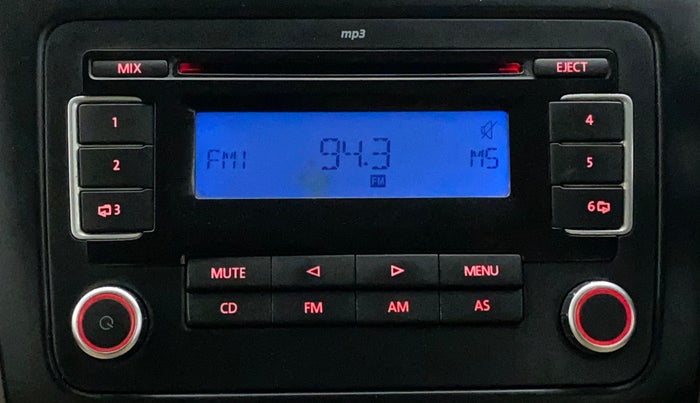 mp3
MIX
EJECT
1
2
3
FM1 94.3 MS
FM
4
5
6
MUTE MENU
CD FM AM AS